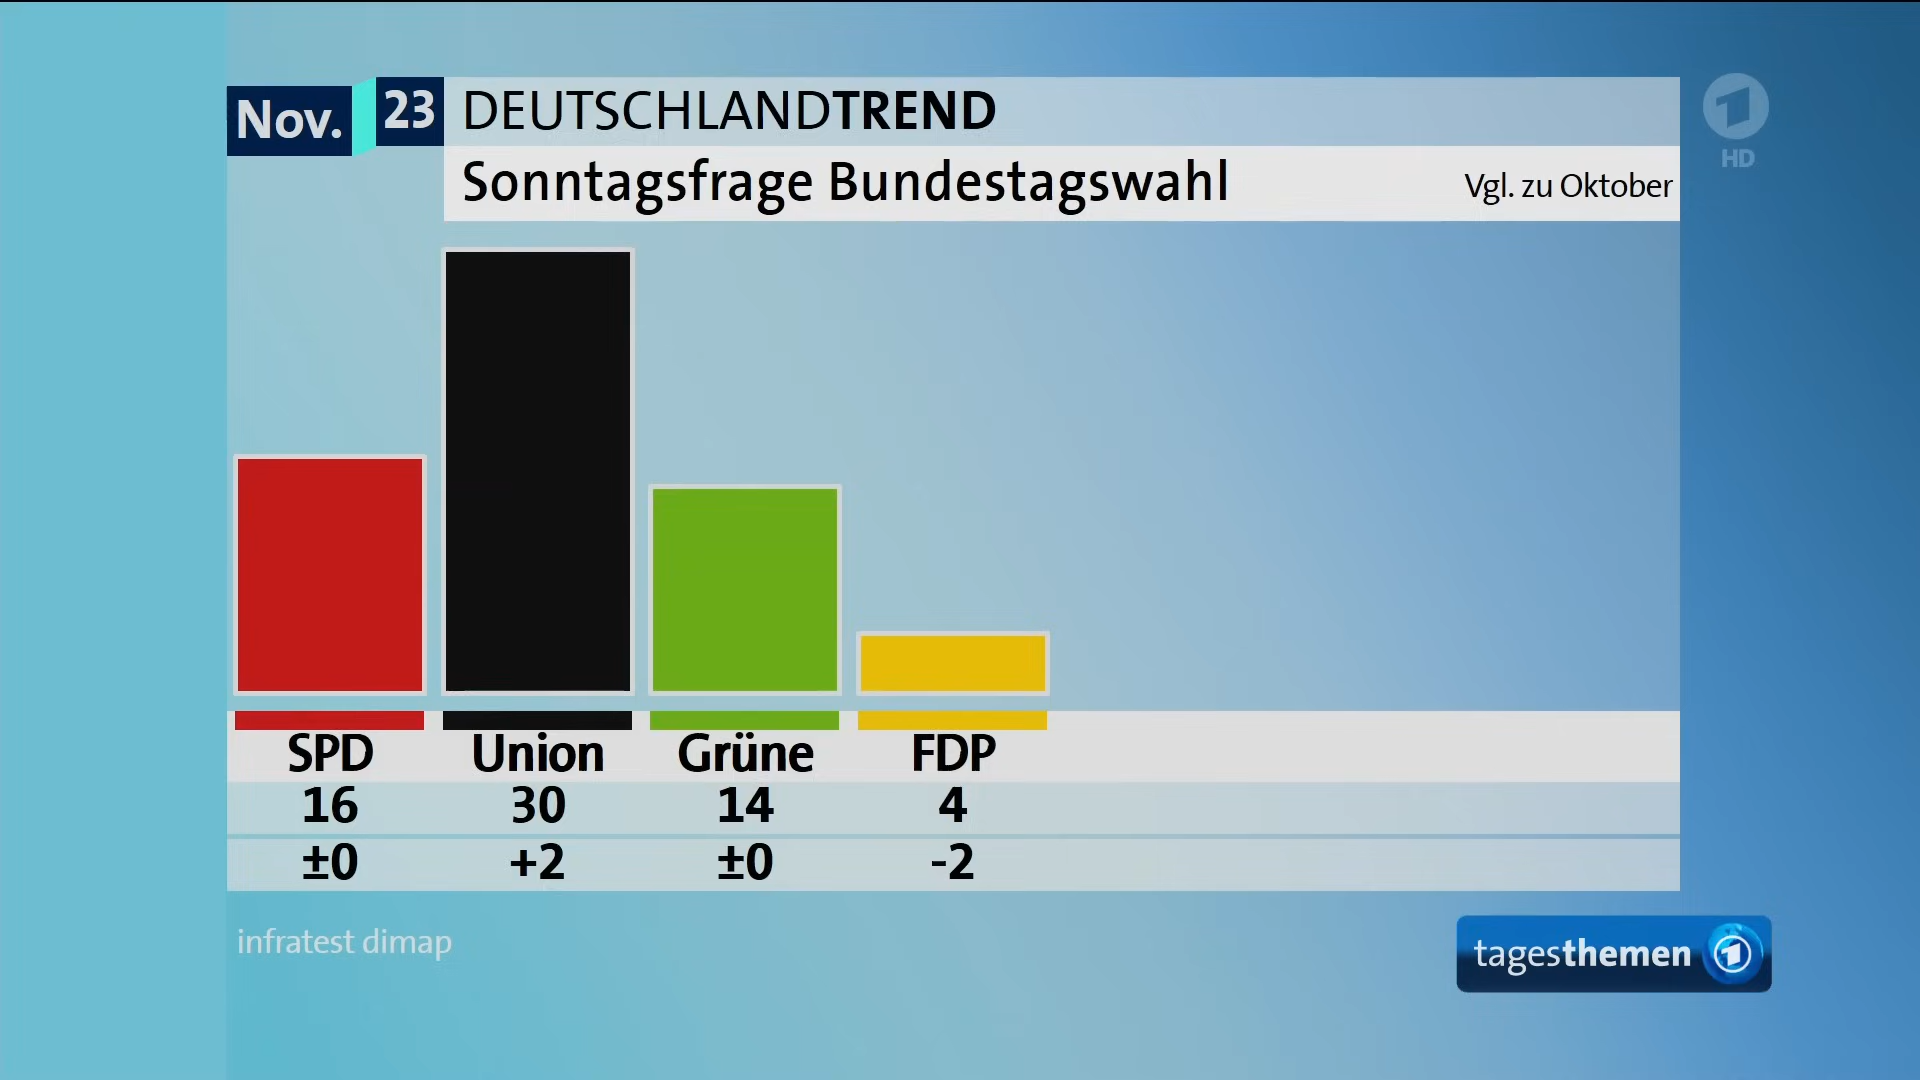 Nov. 23 DEUTSCHLANDTREND
Sonntagsfrage Bundestagswahl Vgl. zu Oktober
HD
SPD Union Grüne FDP
16 30 14 4
±0 +2 ±0 -2
infratest dimap
tagesthemen